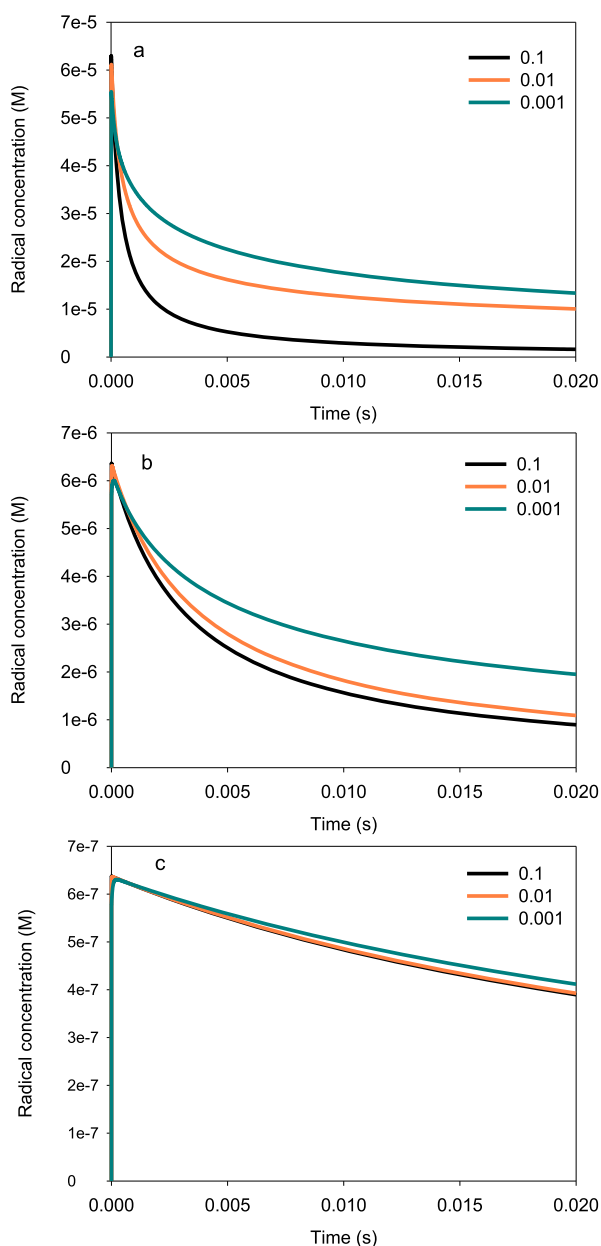 a
0.1
0.01
0.001
7e-5
6e-5
5e-5
4e-5
3e-5
2e-5
1e-5
0
Radical concentration (M)
0.000 0.005 0.010 0.015 0.020
Time (s)
b
0.1
0.01
0.001
7e-6
6e-6
5e-6
4e-6
3e-6
2e-6
1e-6
0
Radical concentration (M)
0.000 0.005 0.010 0.015 0.020
Time (s)
c
0.1
0.01
0.001
7e-7
6e-7
5e-7
4e-7
3e-7
2e-7
1e-7
0
Radical concentration (M)
0.000 0.005 0.010 0.015 0.020
Time (s)